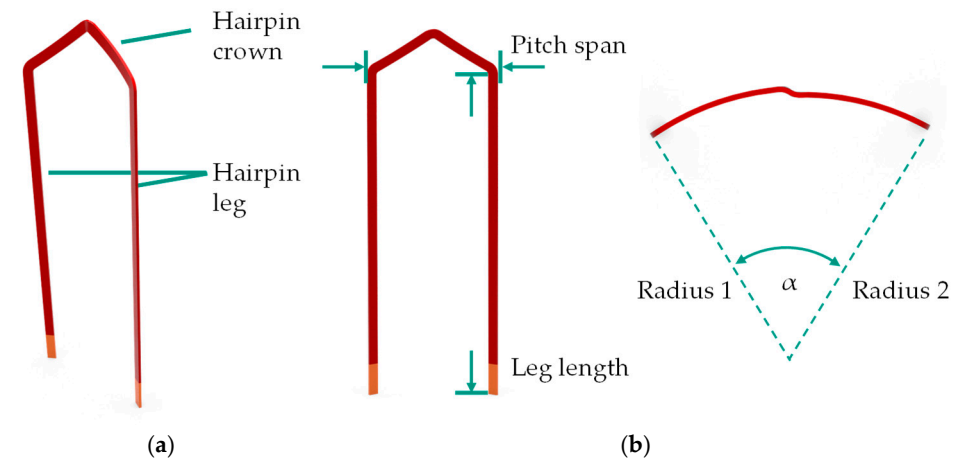 Hairpin
crown
Hairpin
leg
Pitch span
Leg length
Radius 1
α
Radius 2
(a)
(b)